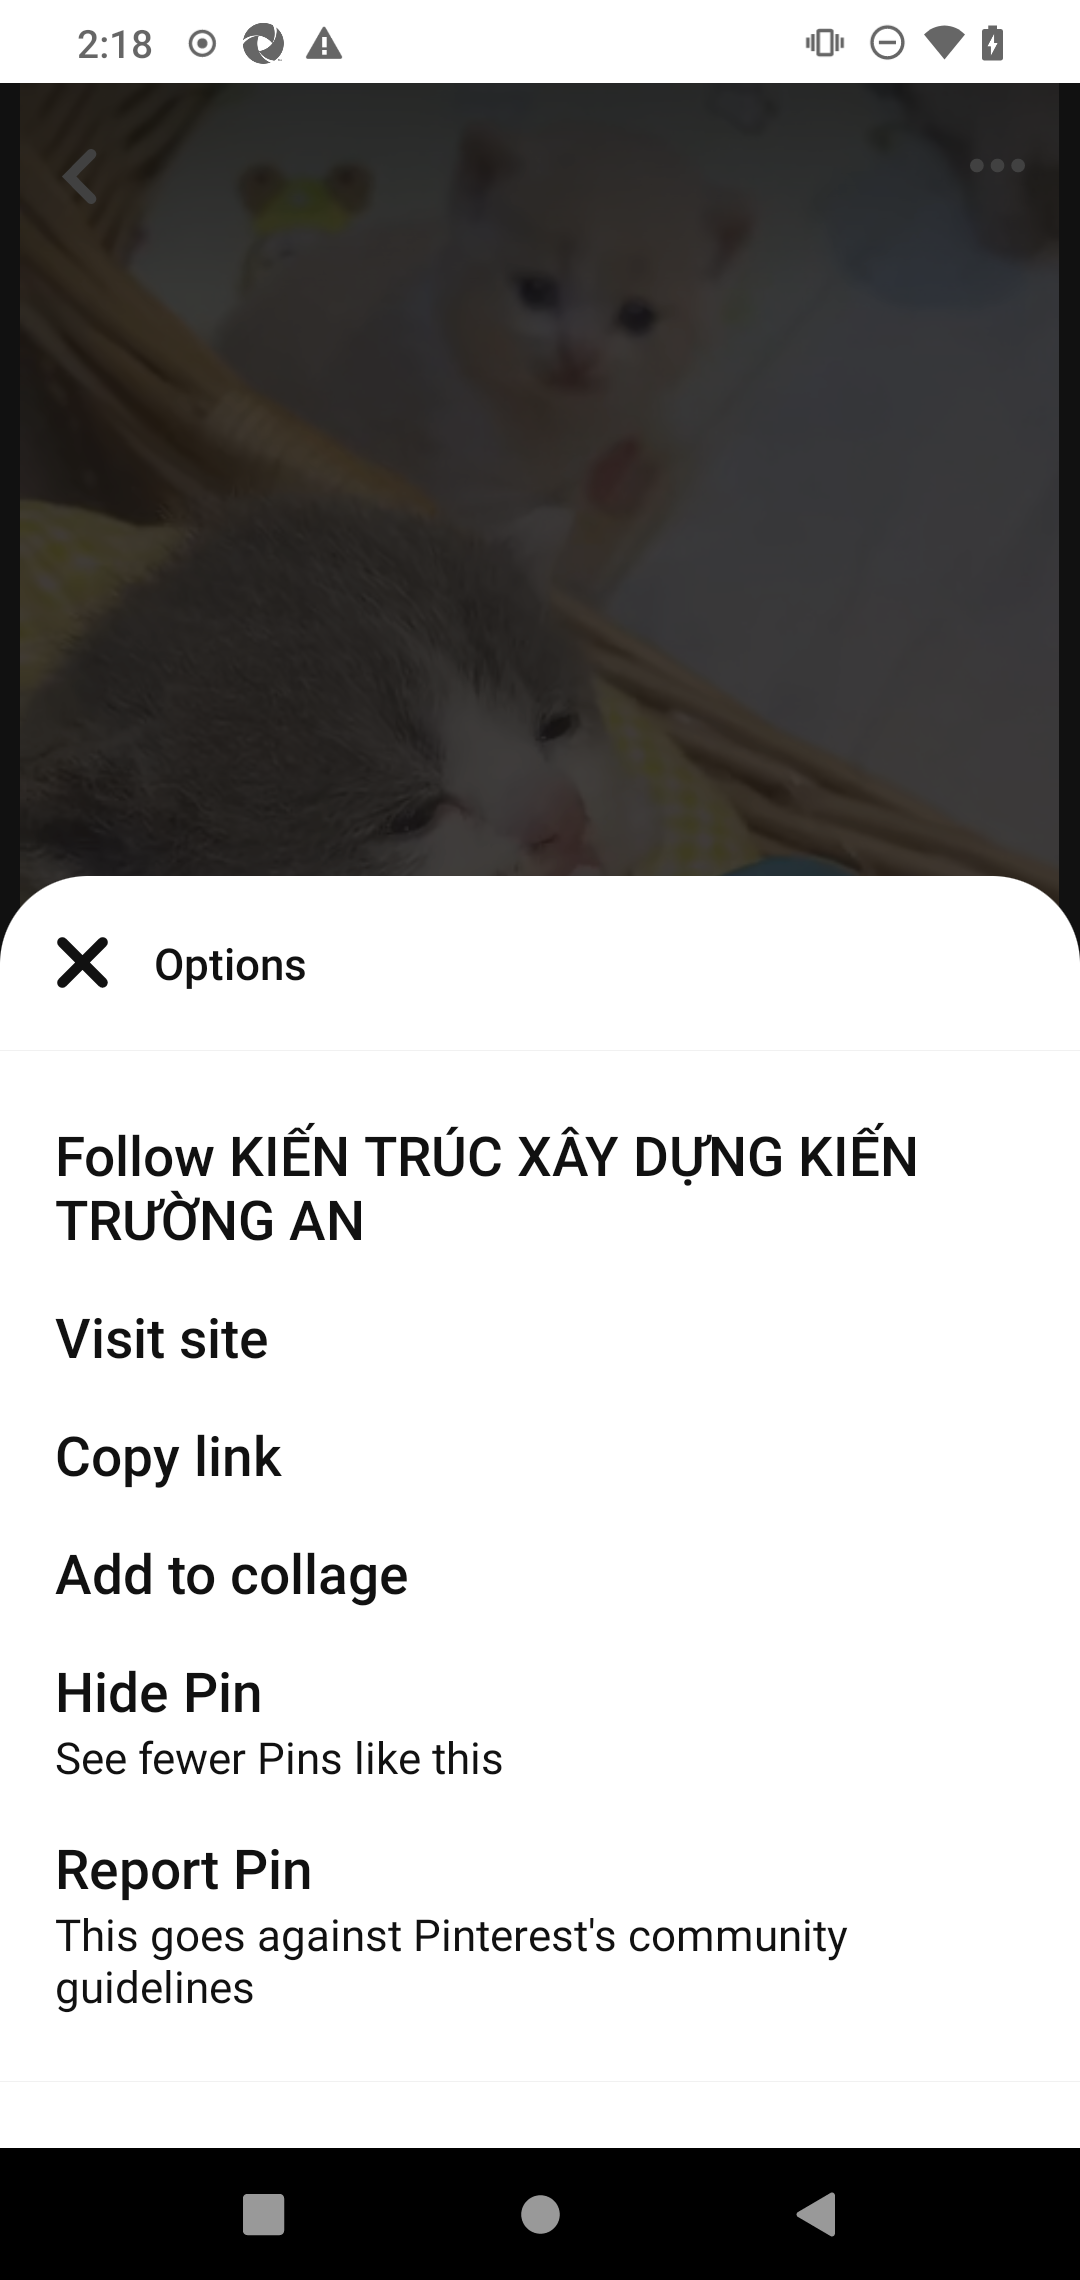 2:18
Options
Follow KIẾN TRÚC XÂY DỰNG KIẾN
TRƯỜNG AN
Visit site
Copy link
Add to collage
Hide Pin
See fewer Pins like this
Report Pin
This goes against Pinterest's community
guidelines